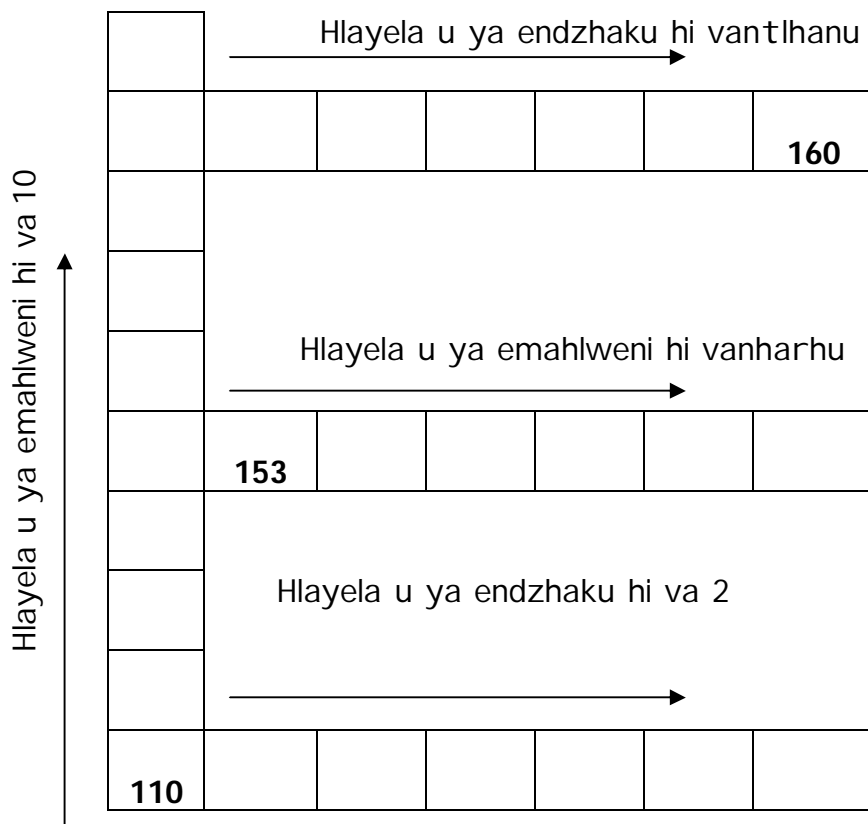 Hlayela u ya endzhaku hi vantlhanu
160
Hlayela u ya emahlweni hi va 10
Hlayela u ya emahlweni hi vanharhu
153
Hlayela u ya endzhaku hi va 2
110